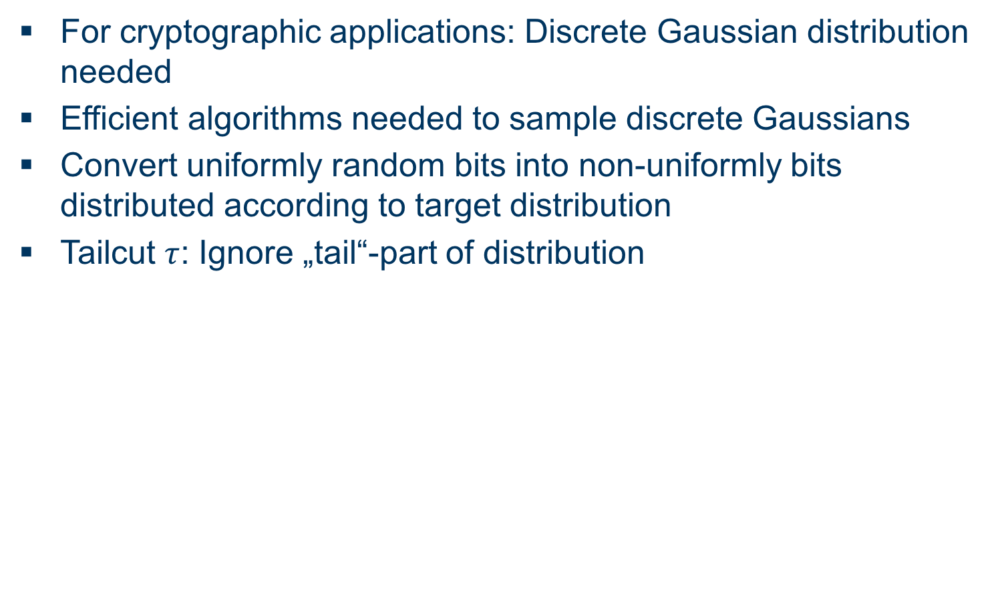 ▪ For cryptographic applications: Discrete Gaussian distribution
needed
▪ Efficient algorithms needed to sample discrete Gaussians
▪ Convert uniformly random bits into non-uniformly bits
distributed according to target distribution
▪ Tailcut 𝜏: Ignore „tail“-part of distribution